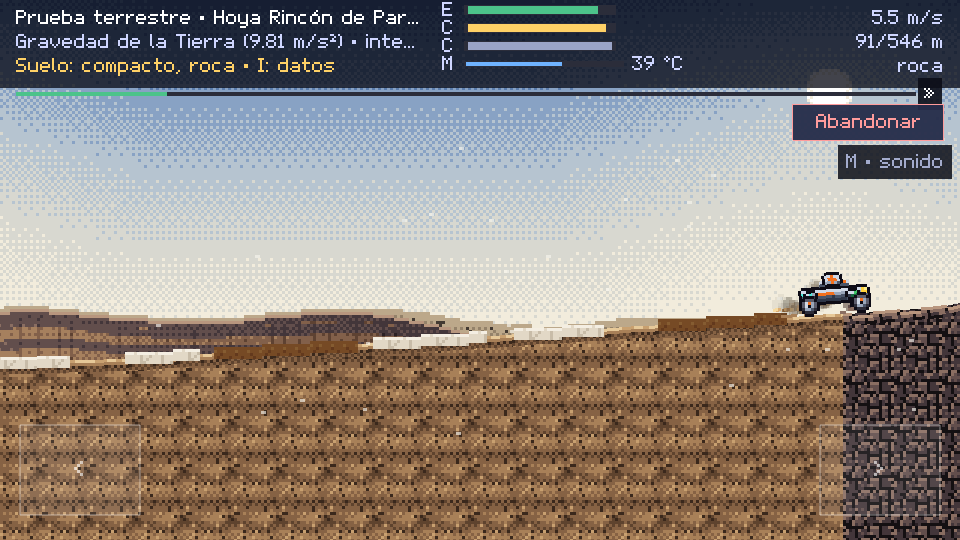 Prueba terrestre • Hoya Rincón de Par...
Gravedad de la Tierra (9.81 m/s²) • inte...
Suelo: compacto, roca • I: datos
E
C
C
M 39 °C
5.5 m/s
91/546 m
roca
»
Abandonar
M • sonido
‹
›